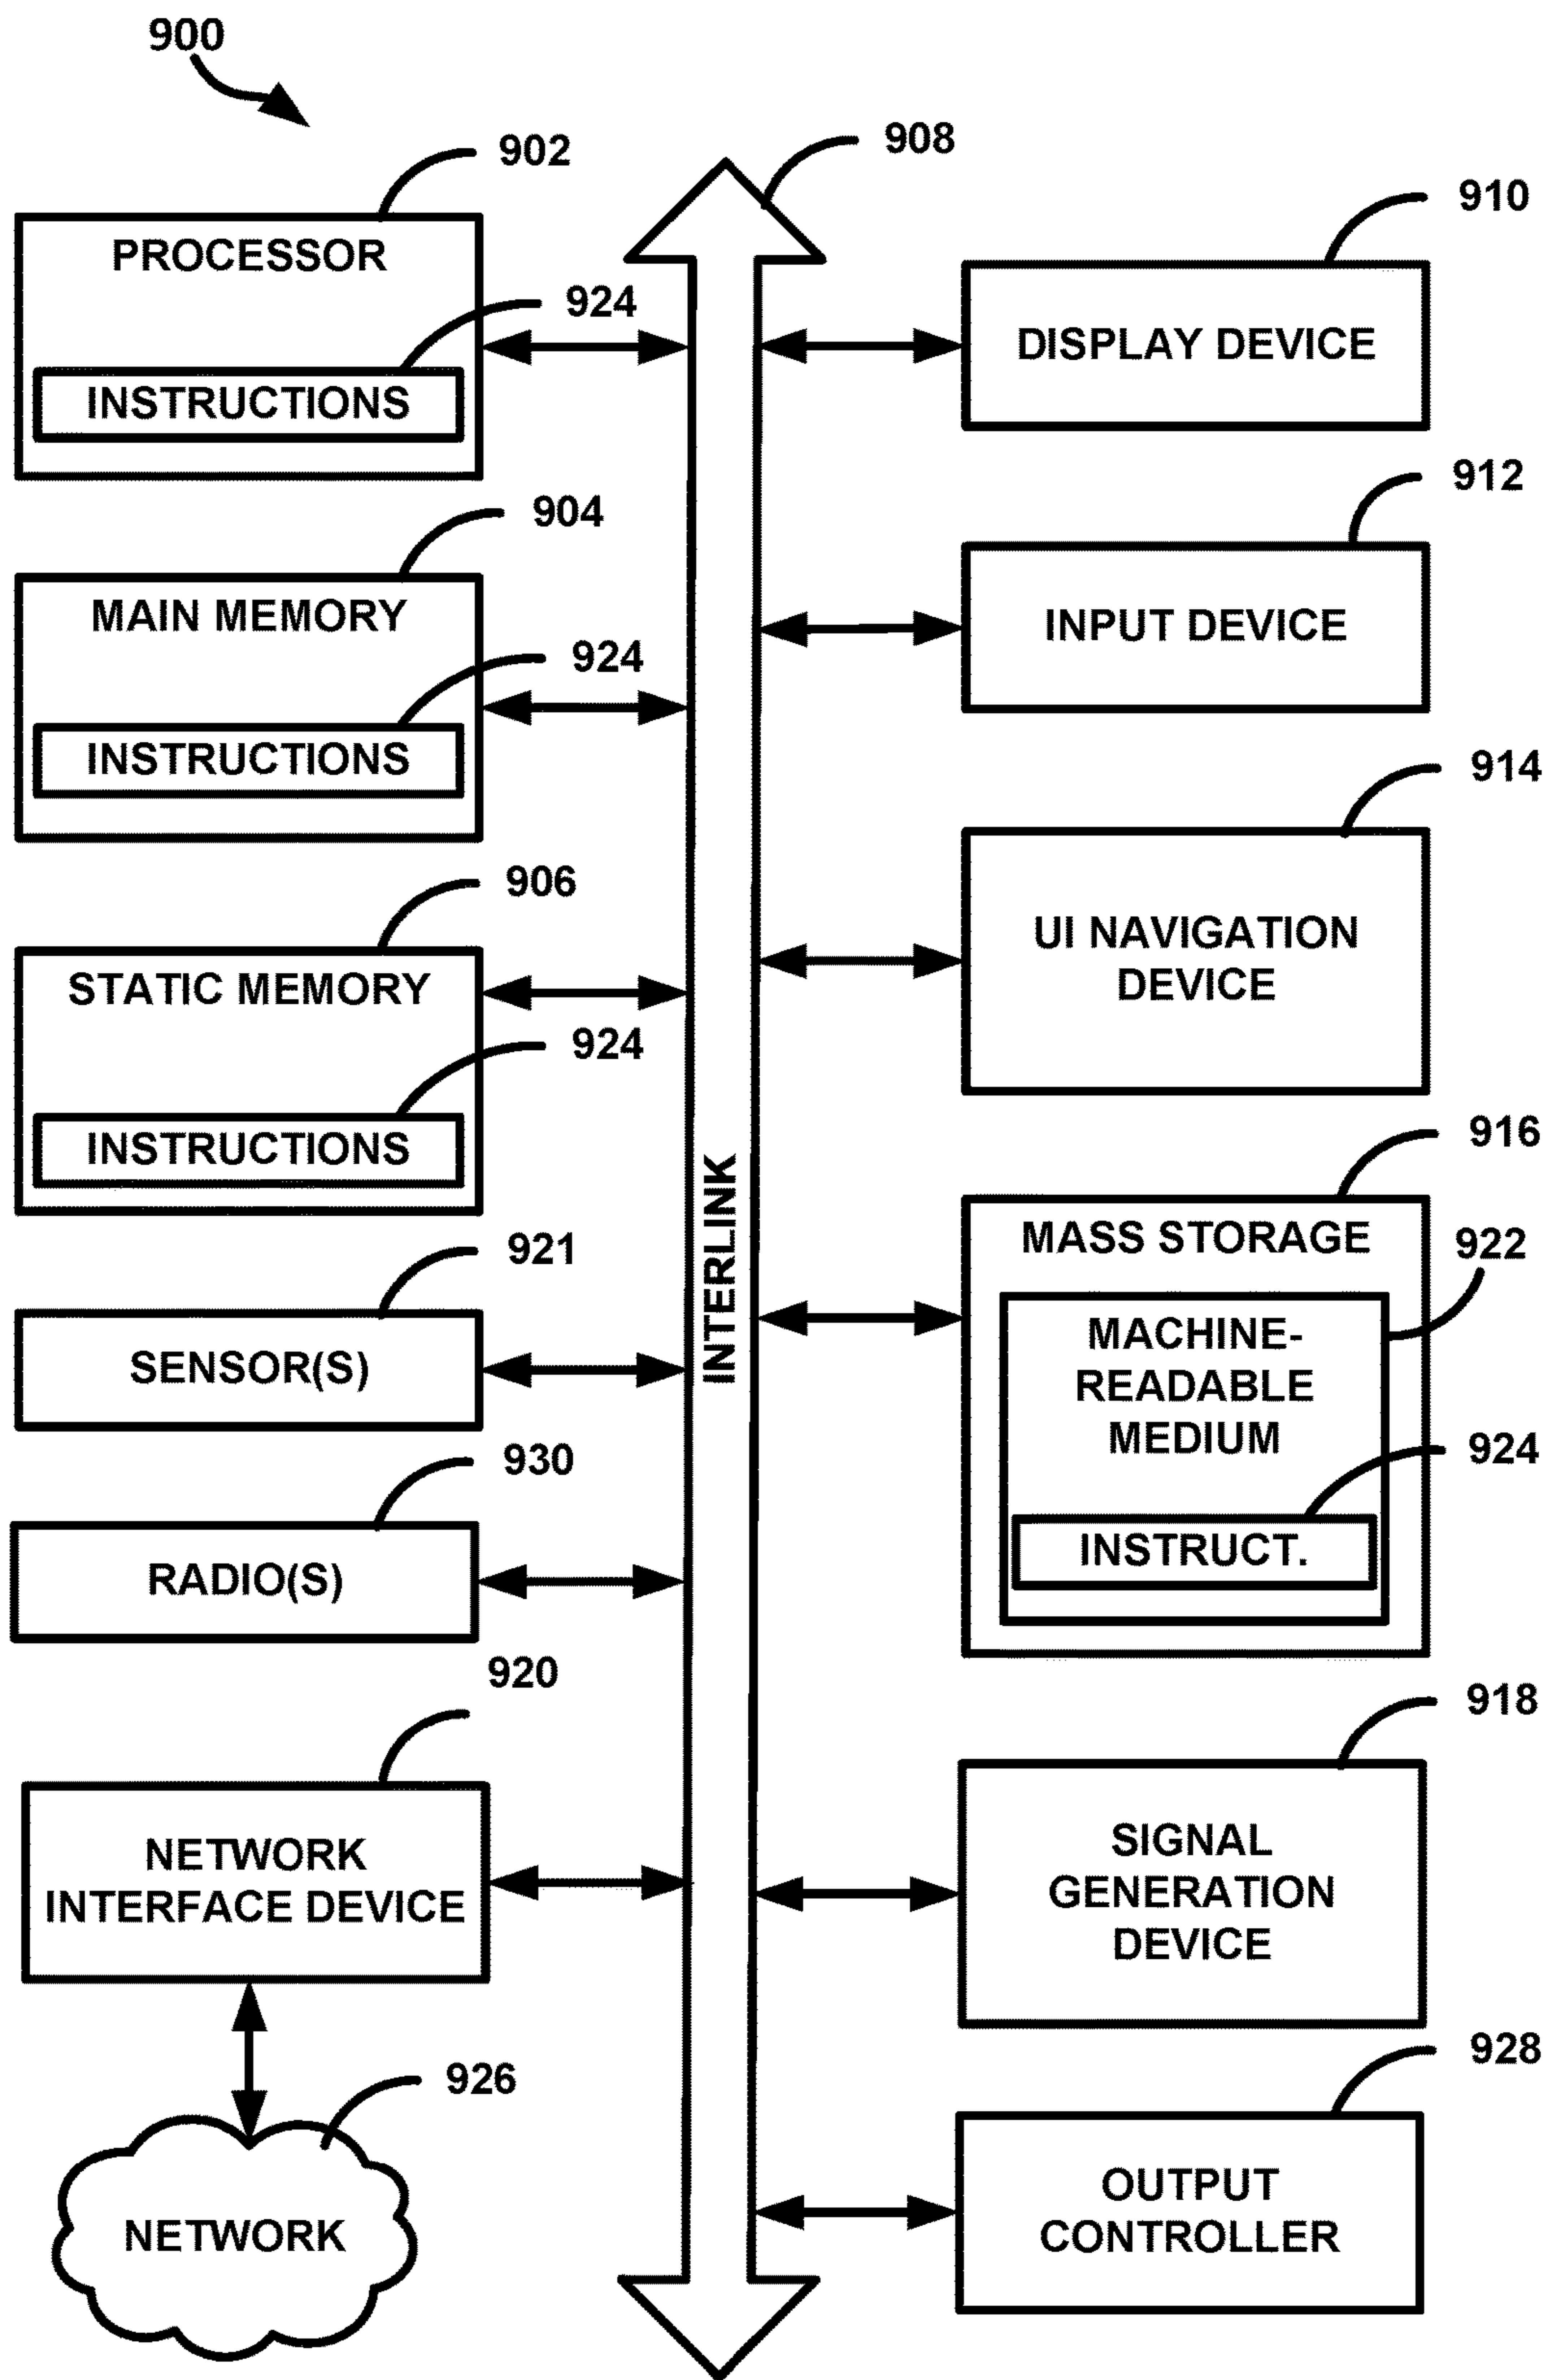 900
902
PROCESSOR
924
INSTRUCTIONS
904
MAIN MEMORY
924
INSTRUCTIONS
906
STATIC MEMORY
924
INSTRUCTIONS
921
SENSOR(S)
930
RADIO(S)
920
NETWORK
INTERFACE DEVICE
926
NETWORK
908
INTERLINK
910
DISPLAY DEVICE
912
INPUT DEVICE
914
UI NAVIGATION
DEVICE
916
MASS STORAGE
922
MACHINE-
READABLE
MEDIUM
924
INSTRUCT.
918
SIGNAL
GENERATION
DEVICE
928
OUTPUT
CONTROLLER